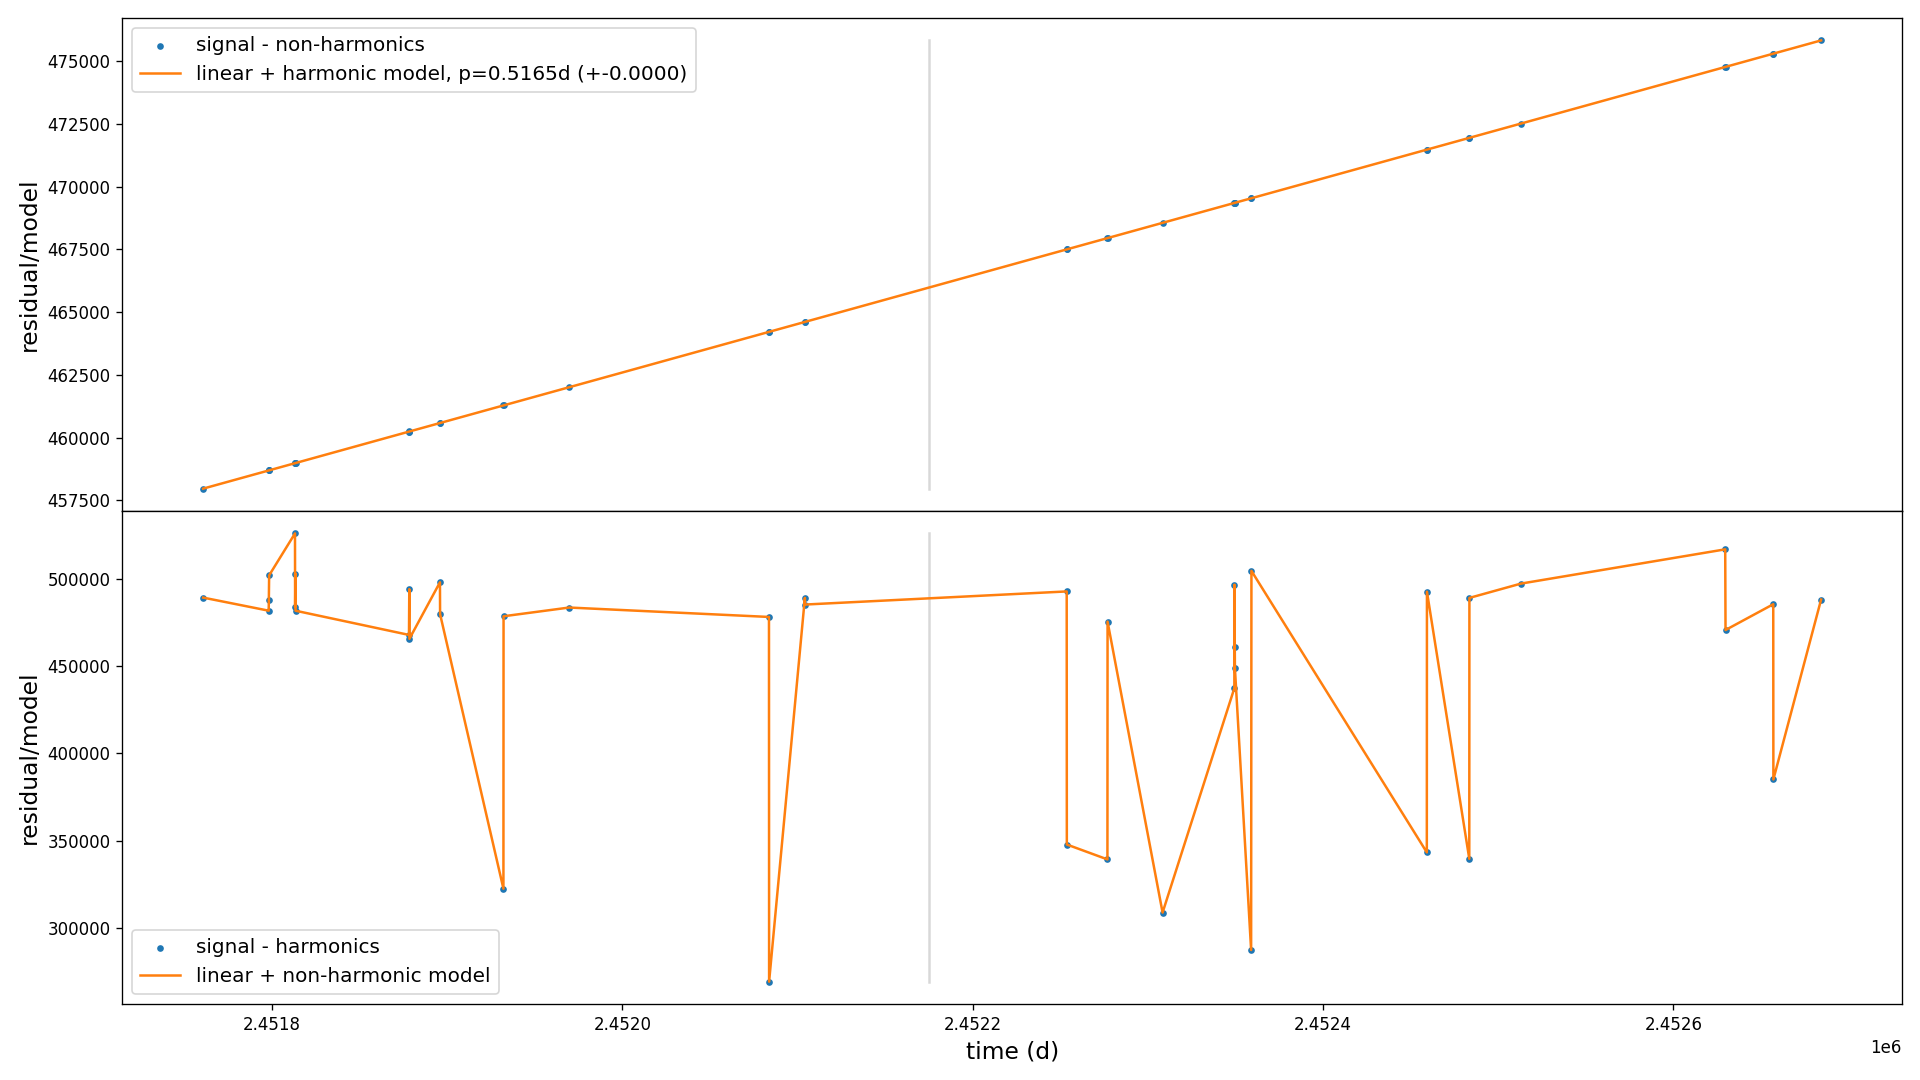 signal - non-harmonics
linear + harmonic model, p=0.5165d (+-0.0000)
475000
472500
470000
467500
465000
462500
460000
457500
residual/model
500000
450000
400000
350000
300000
residual/model
signal - harmonics
linear + non-harmonic model
2.4518 2.4520 2.4522 2.4524 2.4526
time (d)
1e6